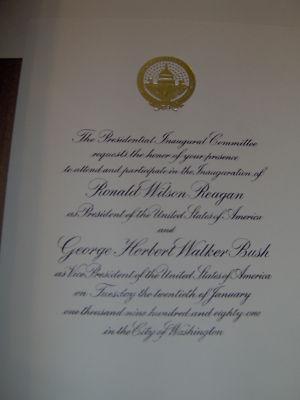 The Presidential Inaugural Committee
requests the honor of your presence
to attend and participate in the Inauguration of
Ronald Wilson Reagan
as President of the United States of America
and
George Herbert Walker Bush
as Vice President of the United States of America
on Tuesday the twentieth of January
one thousand nine hundred and eighty one
in the City of Washington